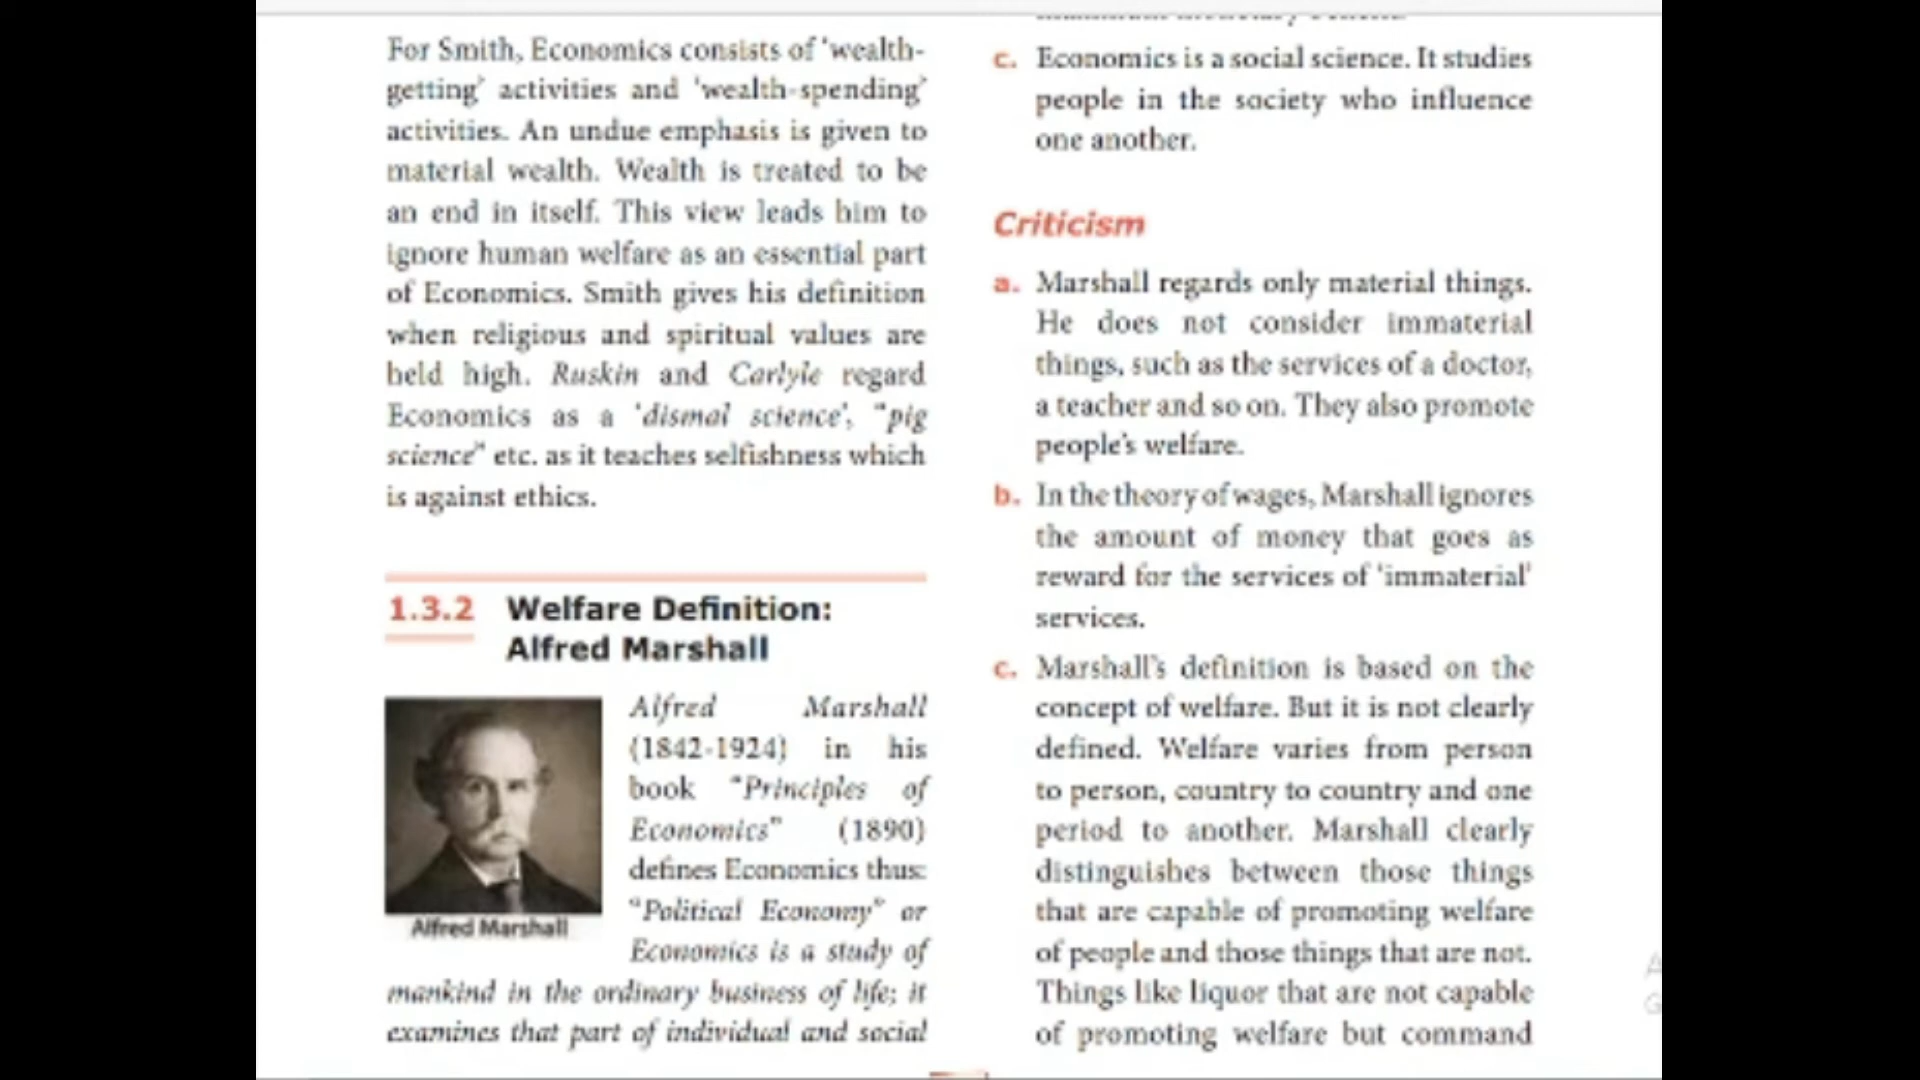 For Smith, Economics consists of 'wealth-
getting' activities and 'wealth-spending'
activities. An undue emphasis is given to
material wealth. Wealth is treated to be
an end in itself. This view leads him to
ignore human welfare as an essential part
of Economics. Smith gives his definition
when religious and spiritual values are
held high. Ruskin and Carlyle regard
Economics as a 'dismal science', "pig
science" etc. as it teaches selfishness which
is against ethics.
1.3.2 Welfare Definition:
Alfred Marshall
Alfred Marshall
(1842-1924) in his
book "Principles of
Economics" (1890)
defines Economics thus:
"Political Economy" or
Economics is a study of
Alfred Marshall
mankind in the ordinary business of life; it
examines that part of individual and social
c. Economics is a social science. It studies
people in the society who influence
one another.
Criticism
a. Marshall regards only material things.
He does not consider immaterial
things, such as the services of a doctor,
a teacher and so on. They also promote
people's welfare.
b. In the theory of wages, Marshall ignores
the amount of money that goes as
reward for the services of 'immaterial'
services.
c. Marshall's definition is based on the
concept of welfare. But it is not clearly
defined. Welfare varies from person
to person, country to country and one
period to another. Marshall clearly
distinguishes between those things
that are capable of promoting welfare
of people and those things that are not.
Things like liquor that are not capable
of promoting welfare but command